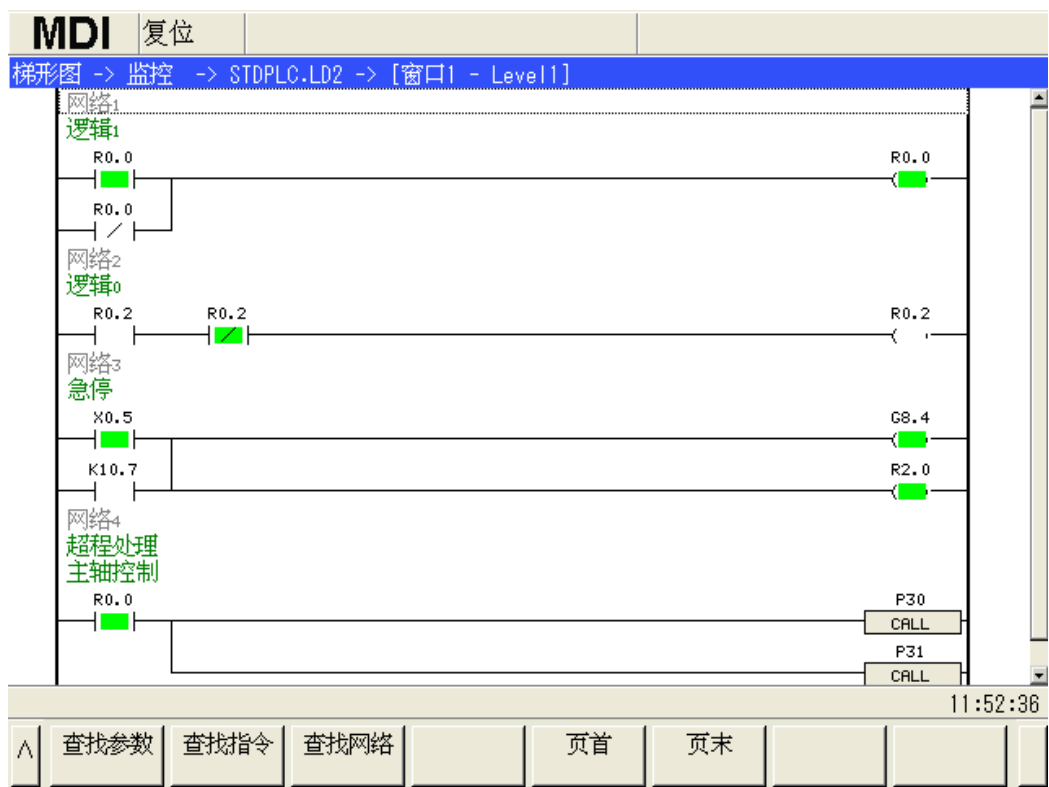 MDI 复位
梯形图 -> 监控 -> STDPLC.LD2 -> [窗口1 - Level1]
网络1
逻辑1
R0.0 R0.0
R0.0
网络2
逻辑0
R0.2 R0.2 R0.2
网络3
急停
X0.5 G8.4
K10.7 R2.0
网络4
超程处理
主轴控制
R0.0 P30
CALL
P31
CALL
11:52:36
∧ 查找参数 查找指令 查找网络 页首 页末